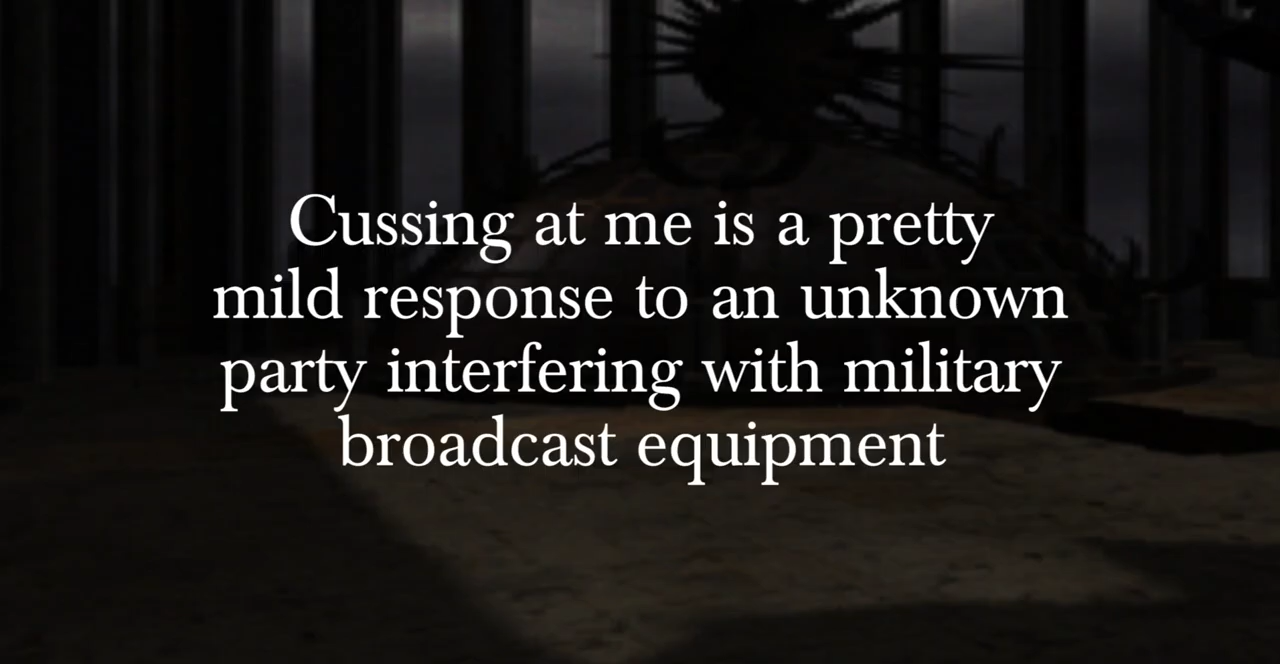 Cussing at me is a pretty
mild response to an unknown
party interfering with military
broadcast equipment